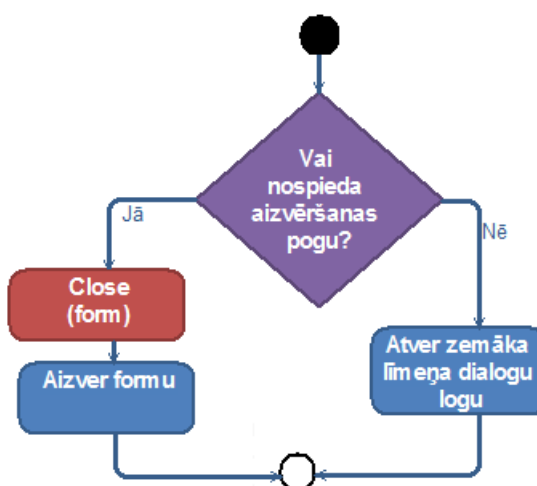 Vai
nospieda
aizvēršanas
pogu?
Jā
Nē
Close
(form)
Aizver formu
Atver zemāka
līmeņa dialogu
logu